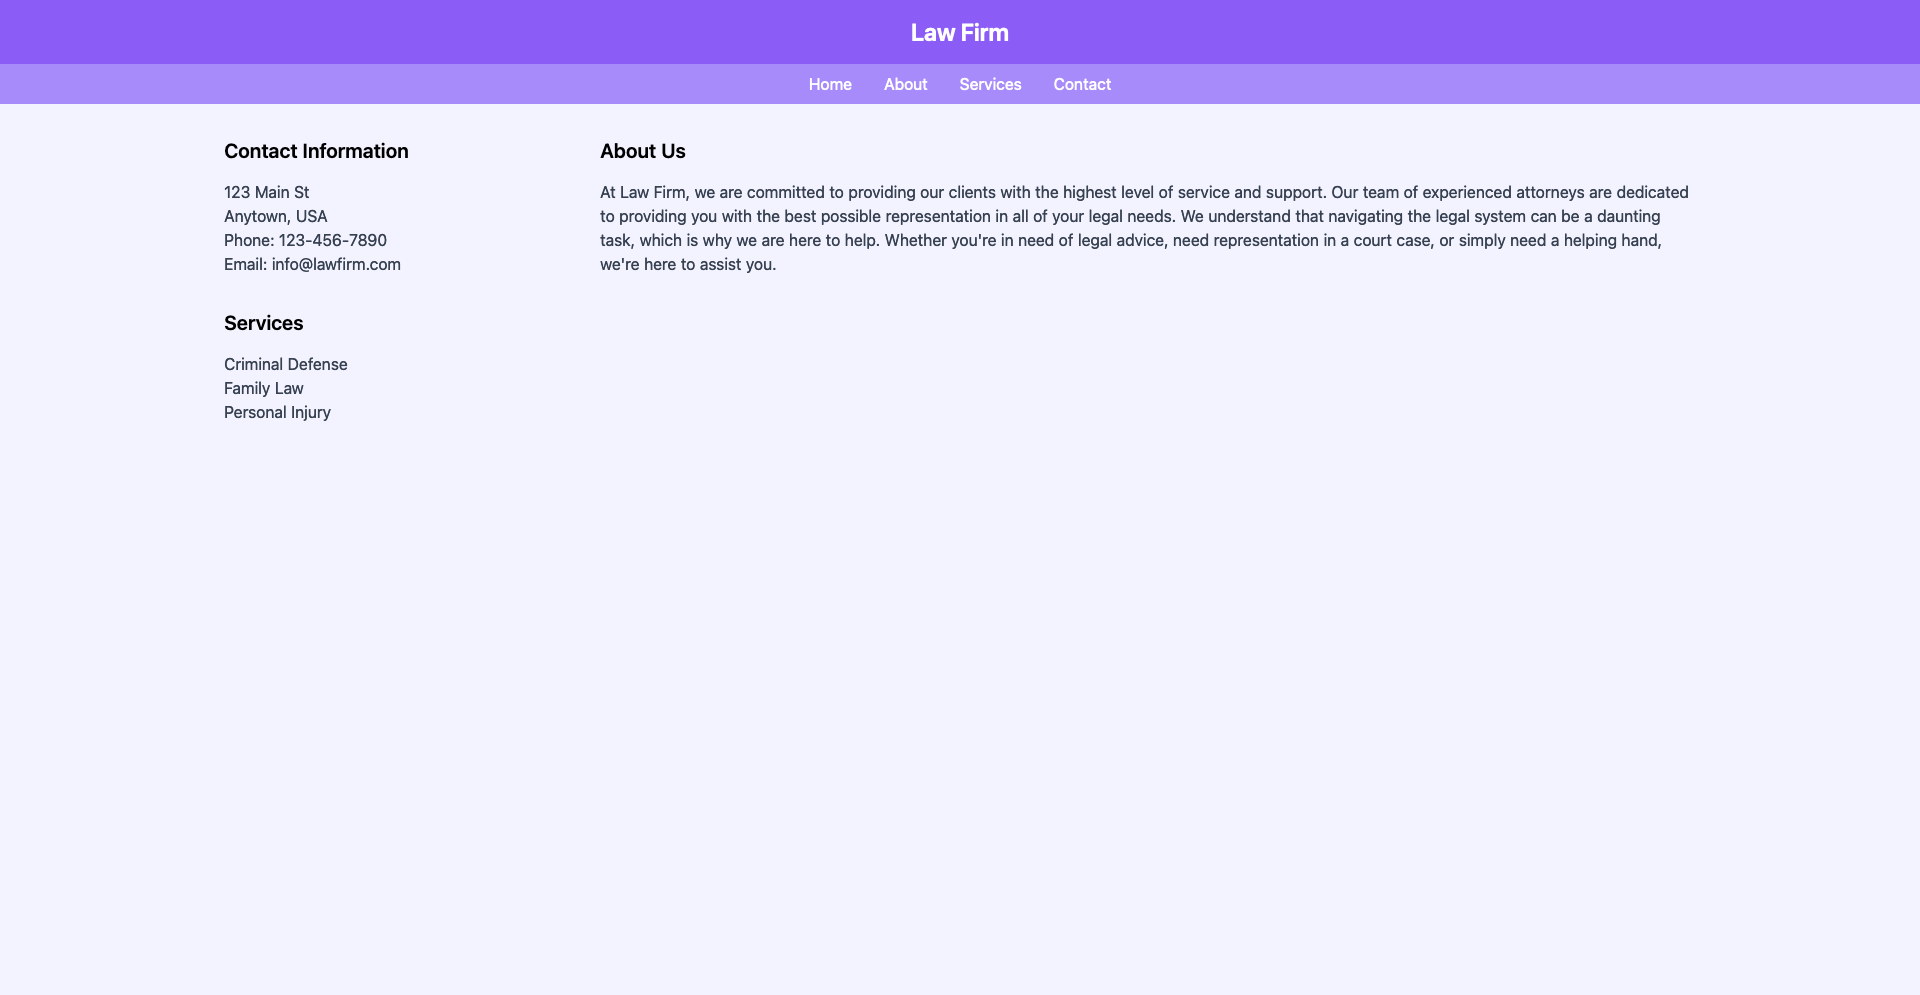 Law Firm
Home About Services Contact
Contact Information
123 Main St
Anytown, USA
Phone: 123-456-7890
Email: info@lawfirm.com
Services
Criminal Defense
Family Law
Personal Injury
About Us
At Law Firm, we are committed to providing our clients with the highest level of service and support. Our team of experienced attorneys are dedicated
to providing you with the best possible representation in all of your legal needs. We understand that navigating the legal system can be a daunting
task, which is why we are here to help. Whether you're in need of legal advice, need representation in a court case, or simply need a helping hand,
we're here to assist you.